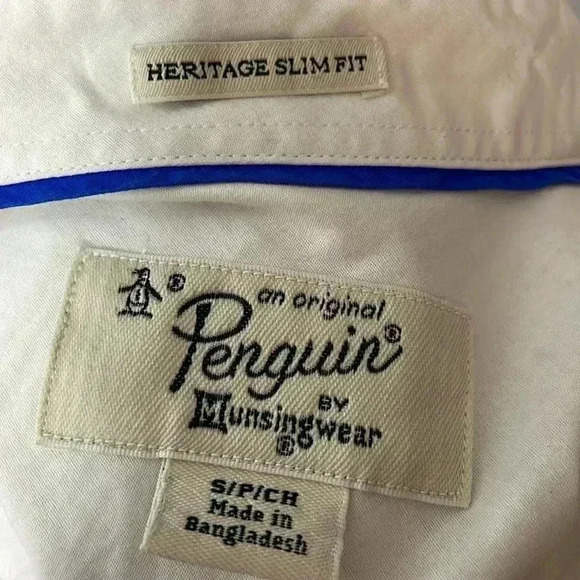 HERITAGE SLIM FIT
® an original
Penguin®
BY
Munsingwear®
S/P/CH
Made in
Bangladesh